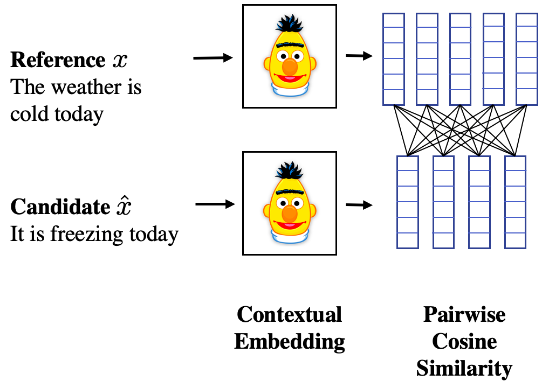 Reference x
The weather is
cold today
Candidate x̂
It is freezing today
Contextual
Embedding
Pairwise
Cosine
Similarity